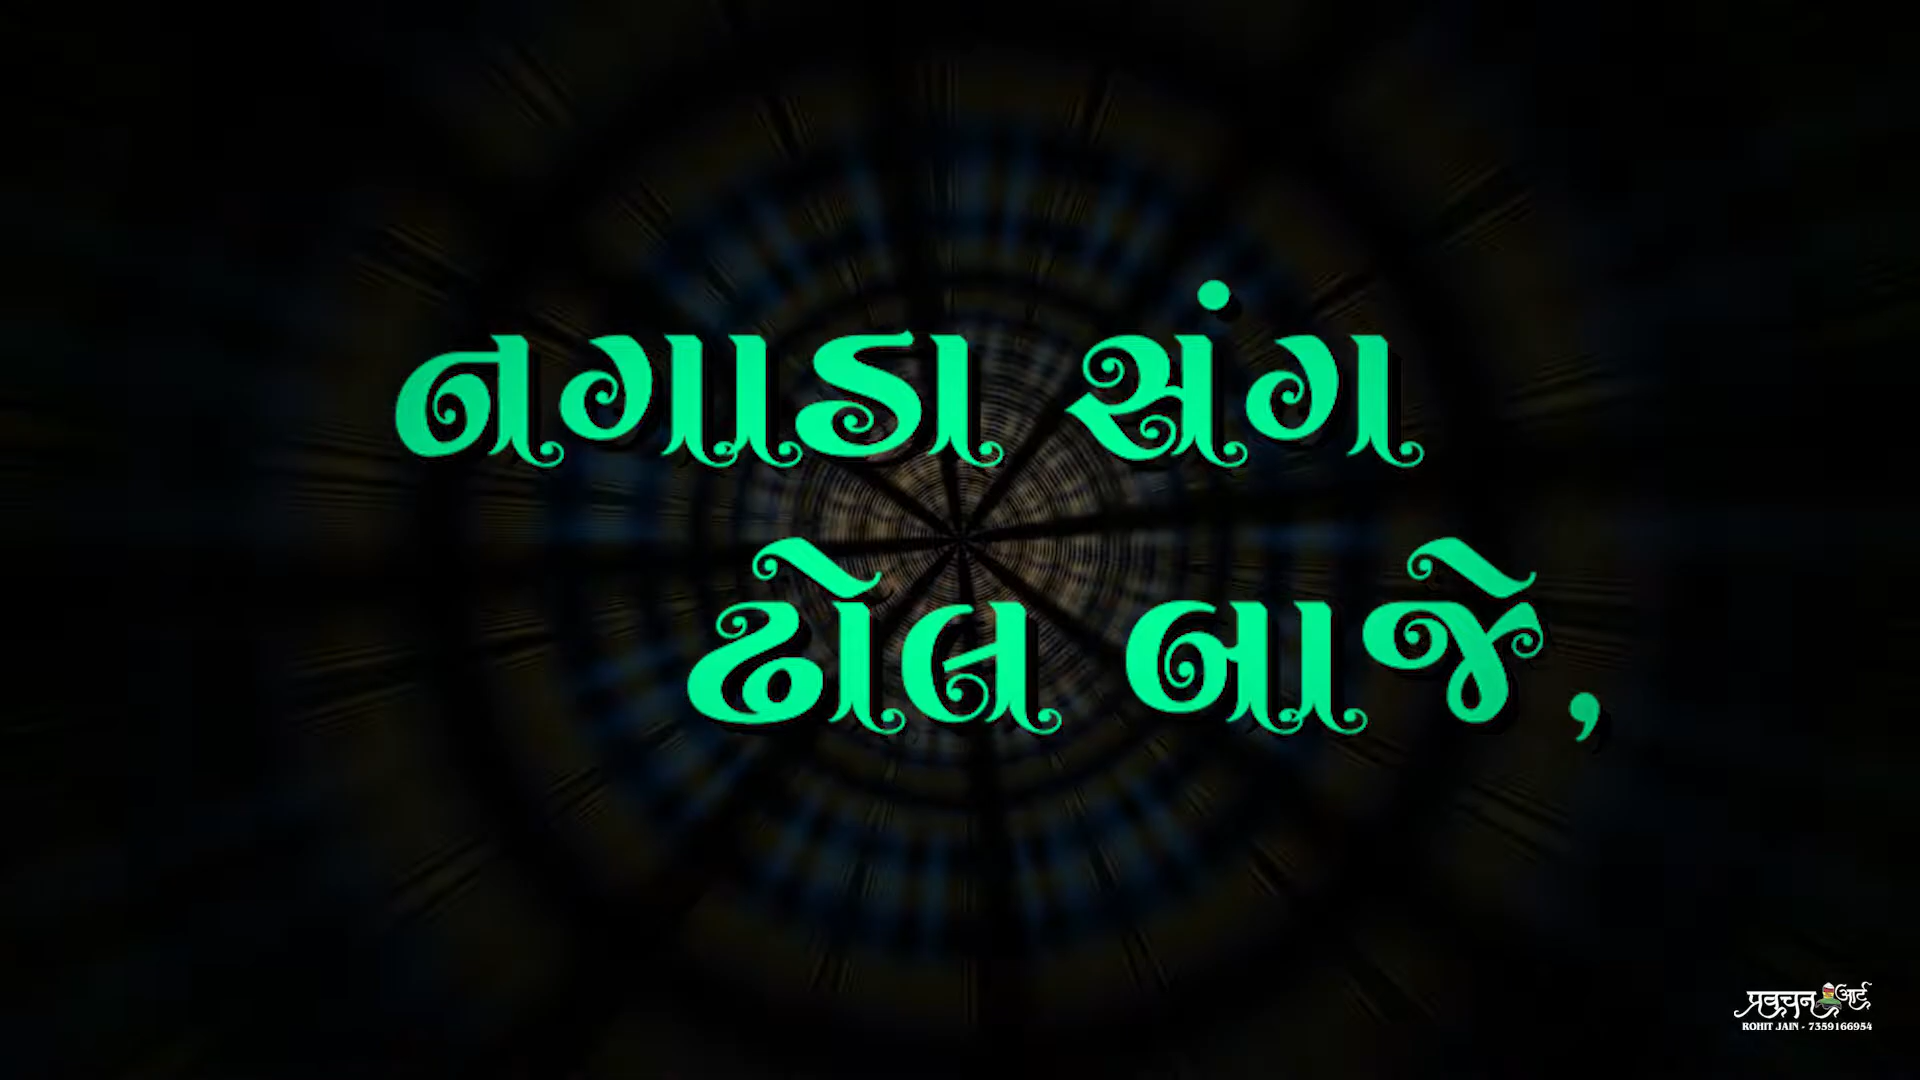 નગાડા સંગ
ઢોલ બાજે,
प्रवचन आर्ट
ROHIT JAIN - 7359166954